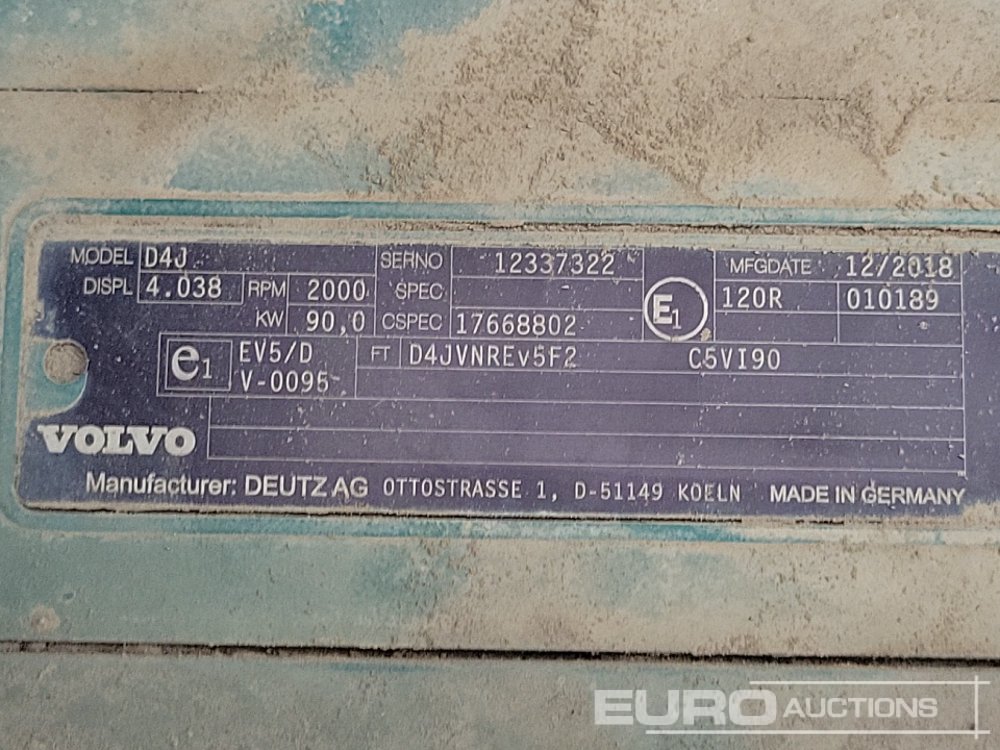 MODEL D4J SERNO 12337322 MFGDATE 12/2018
DISPL 4.038 RPM 2000 SPEC E1 120R 010189
KW 90,0 CSPEC 17668802
e1 EV5/D FT D4JVNREv5F2 C5VI90
V-0095
VOLVO
Manufacturer: DEUTZ AG OTTOSTRASSE 1, D-51149 KOELN MADE IN GERMANY
EURO AUCTIONS